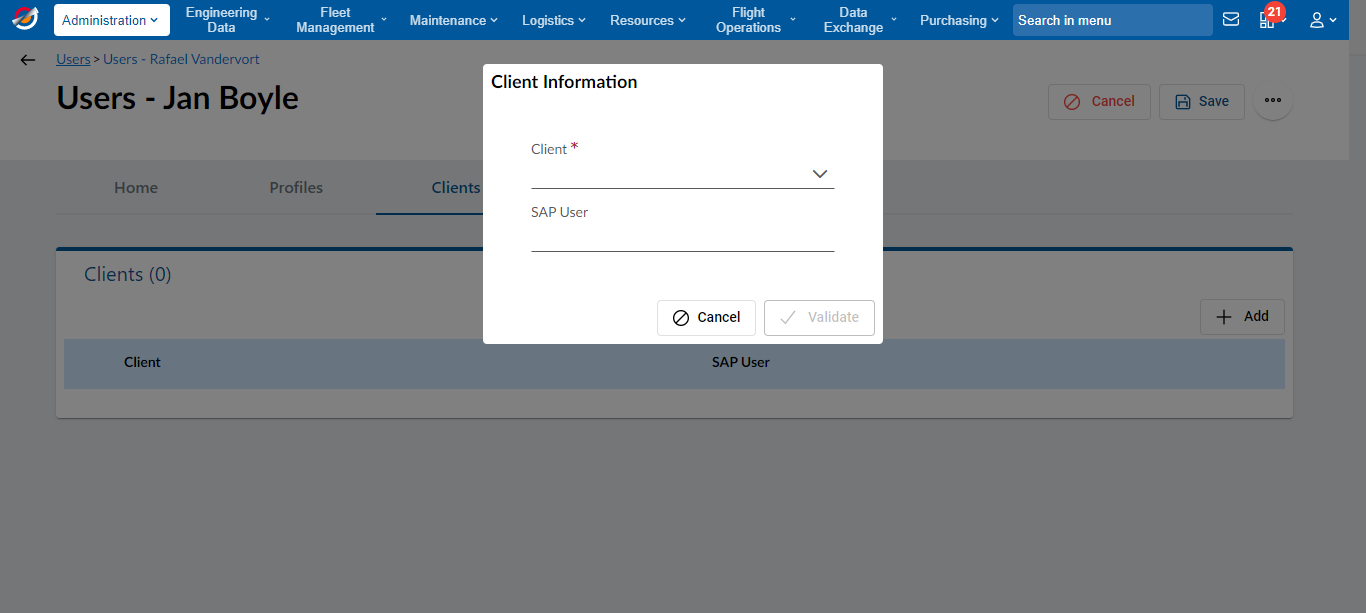 Administration
Engineering Data
Fleet Management
Maintenance
Logistics
Resources
Flight Operations
Data Exchange
Purchasing
Search in menu
21
Users > Users - Rafael Vandervort
Users - Jan Boyle
Cancel
Save
Home
Profiles
Clients
Client Information
Client *
SAP User
Cancel
Validate
Clients (0)
Add
Client
SAP User